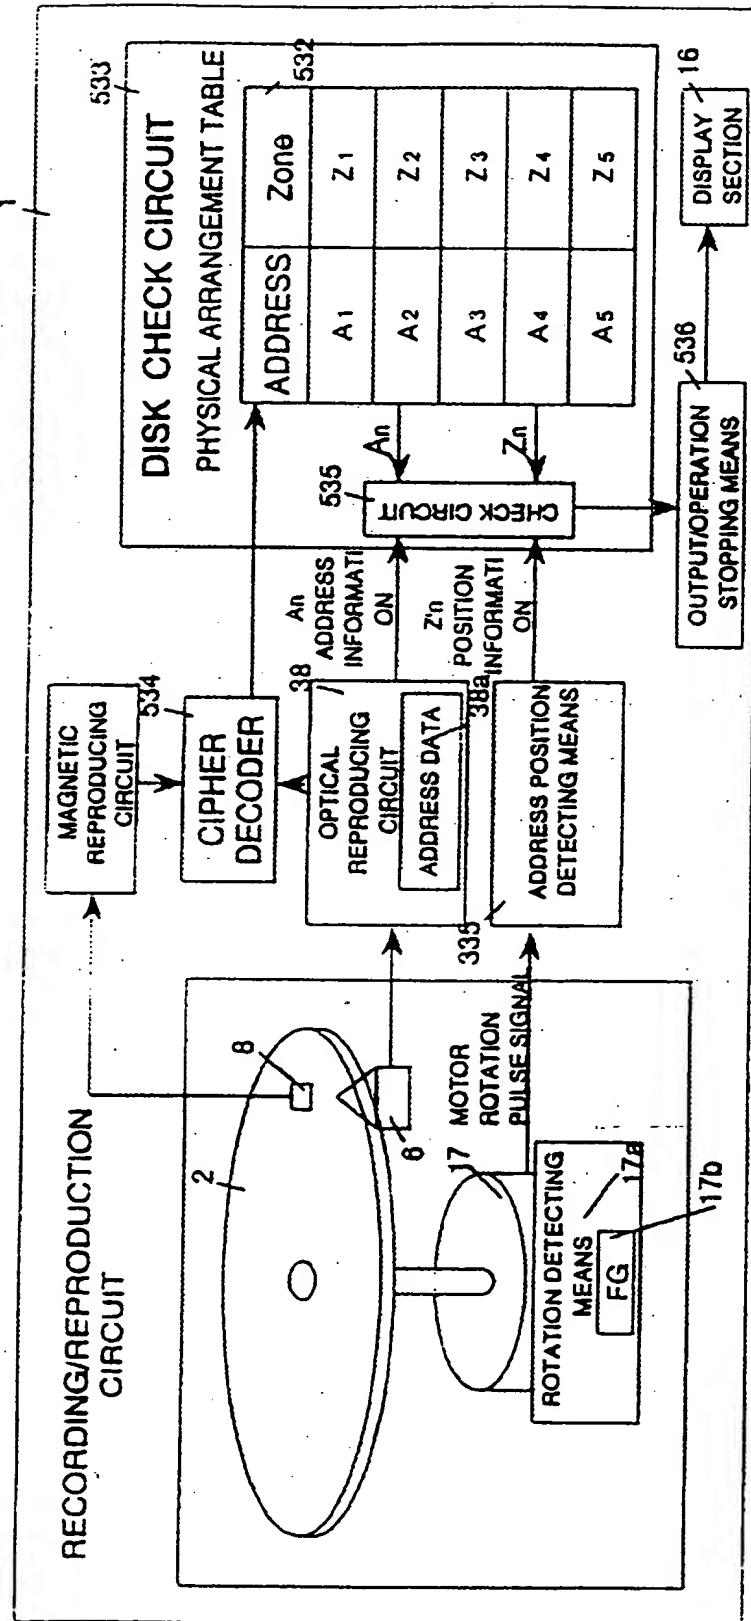 1
RECORDING/REPRODUCTION
CIRCUIT
2
8
6
17
MOTOR
ROTATION
PULSE SIGNAL
ROTATION DETECTING
MEANS
17a
FG
17b
MAGNETIC
REPRODUCING
CIRCUIT
534
CIPHER
DECODER
38
OPTICAL
REPRODUCING
CIRCUIT
ADDRESS DATA
38a
335
ADDRESS POSITION
DETECTING MEANS
An
ADDRESS
INFORMATI
ON
Z'n
POSITION
INFORMATI
ON
533
DISK CHECK CIRCUIT
PHYSICAL ARRANGEMENT TABLE
532
ADDRESS Zone
A1 Z1
A2 Z2
A3 Z3
A4 Z4
A5 Z5
An
Zn
535
CHECK CIRCUIT
536
OUTPUT/OPERATION
STOPPING MEANS
16
DISPLAY
SECTION